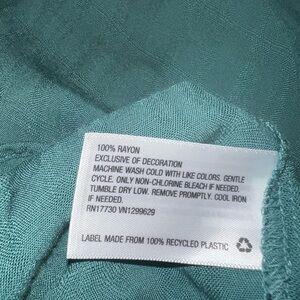 100% RAYON
EXCLUSIVE OF DECORATION
MACHINE WASH COLD WITH LIKE COLORS. GENTLE
CYCLE. ONLY NON-CHLORINE BLEACH IF NEEDED.
TUMBLE DRY LOW. REMOVE PROMPTLY. COOL IRON
IF NEEDED.
RN17730 VN1299629
LABEL MADE FROM 100% RECYCLED PLASTIC